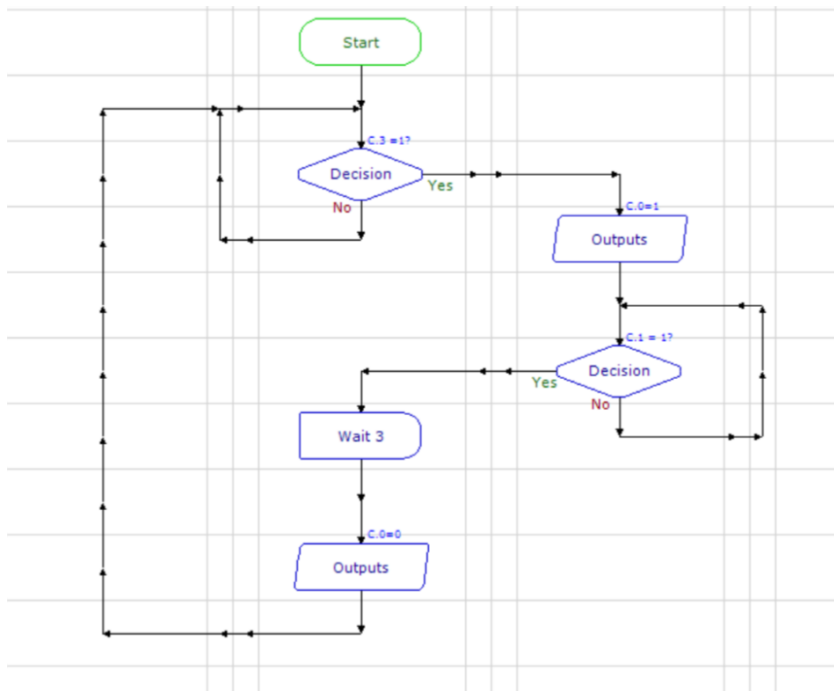 Start
C.3 =1?
Decision
Yes
No
C.0=1
Outputs
C.1 = 1?
Decision
Yes
No
Wait 3
C.0=0
Outputs